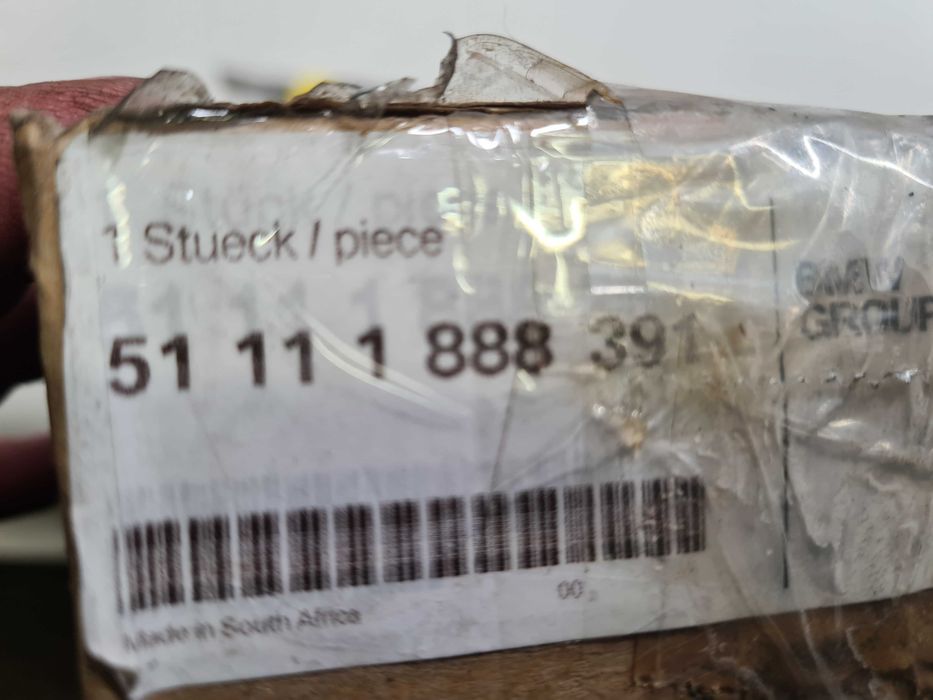 1 Stueck / piece
51 11 1 888 391
BMW
GROUP
00
Made in South Africa